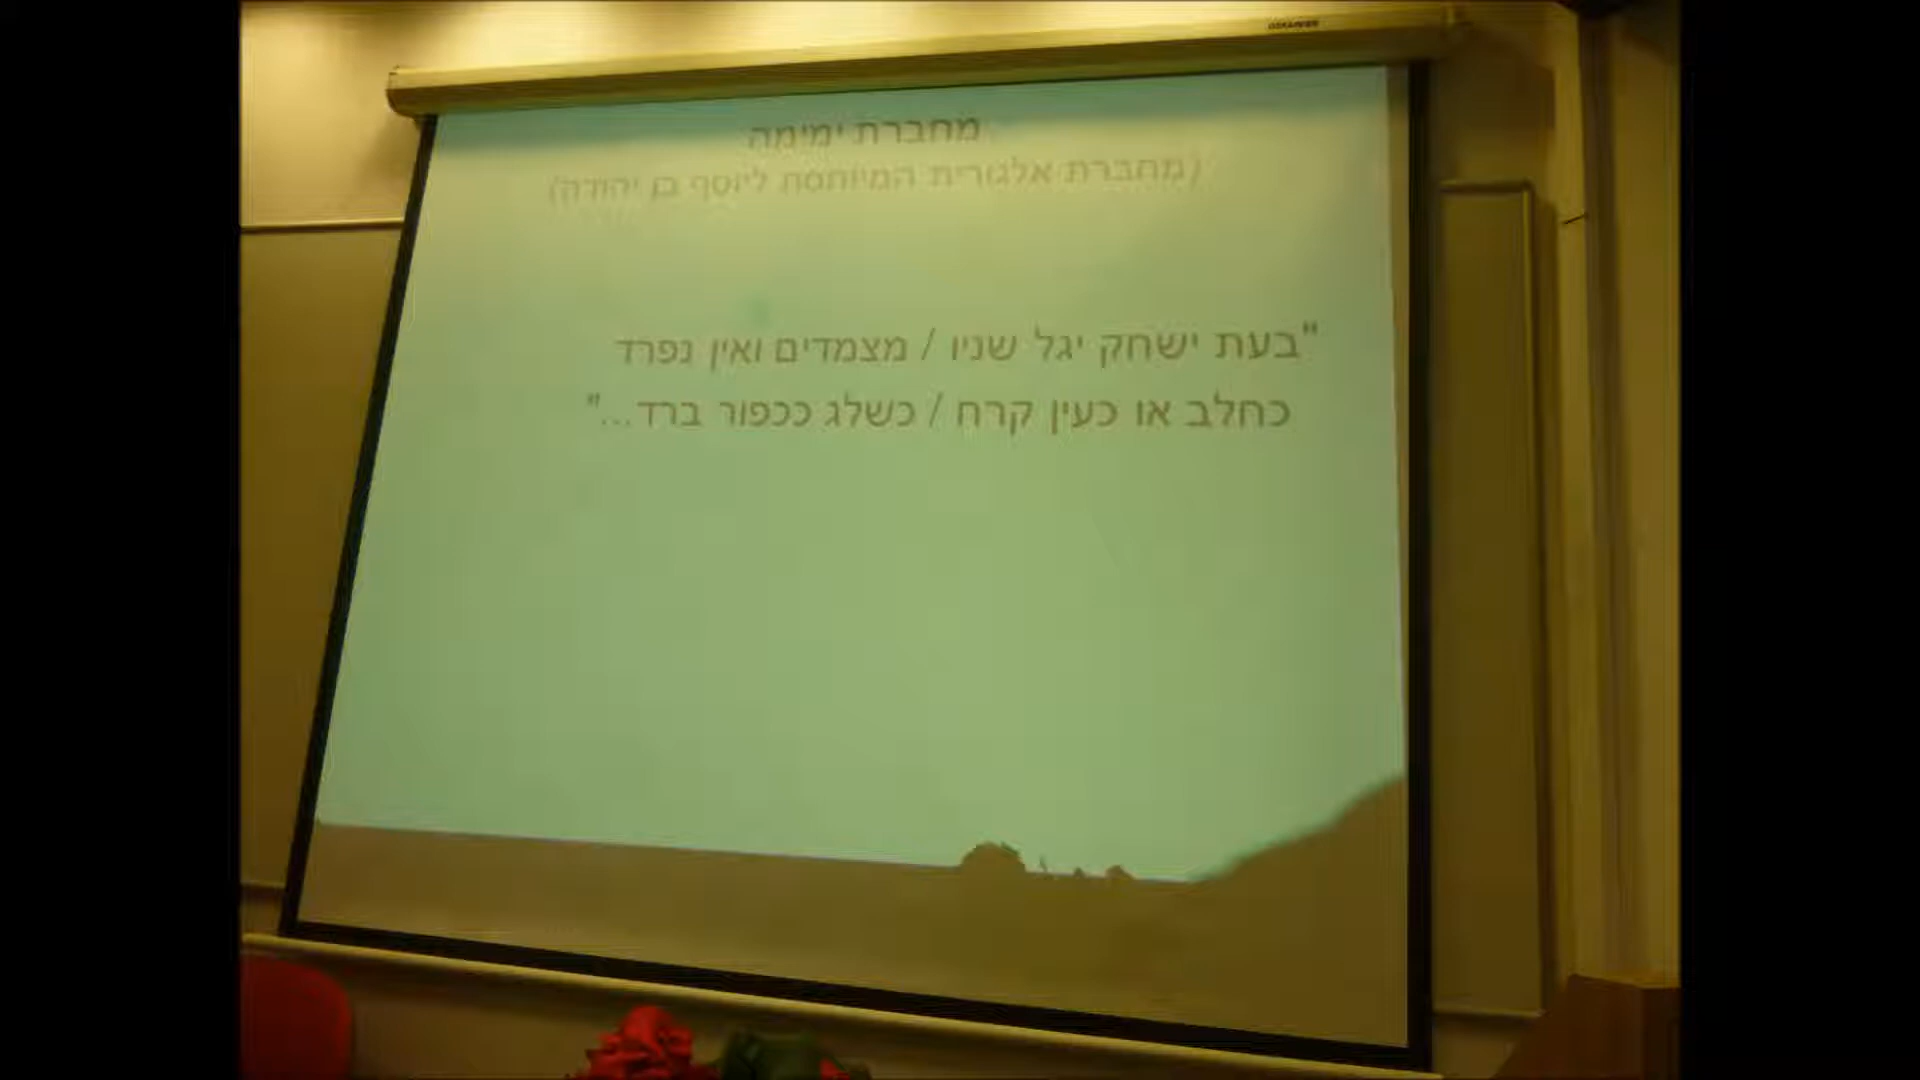 מחברת ימימה
(מחברת אלגורית המיוחסת ליוסף בן יהודה)
"בעת ישחק יגל שניו / מצמדים ואין נפרד
כחלב או כעין קרח / כשלג ככפור ברד..."